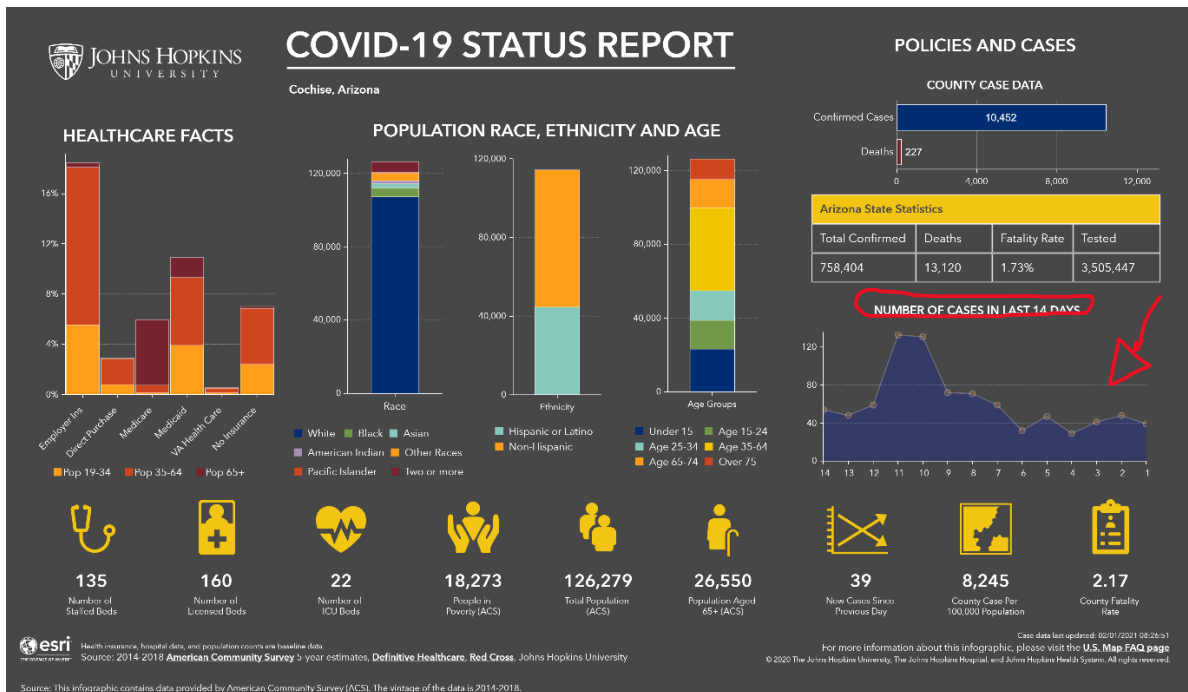 JOHNS HOPKINS
UNIVERSITY
COVID-19 STATUS REPORT
Cochise, Arizona
HEALTHCARE FACTS
16%
12%
8%
4%
0%
Employer Ins
Direct Purchase
Medicare
Medicaid
VA Health Care
No Insurance
Pop 19-34 Pop 35-64 Pop 65+
POPULATION RACE, ETHNICITY AND AGE
120,000
80,000
40,000
0
Race
White Black Asian
American Indian Other Races
Pacific Islander Two or more
120,000
80,000
40,000
0
Ethnicity
Hispanic or Latino
Non-Hispanic
120,000
80,000
40,000
0
Age Groups
Under 15 Age 15-24
Age 25-34 Age 35-64
Age 65-74 Over 75
POLICIES AND CASES
COUNTY CASE DATA
Confirmed Cases 10,452
Deaths 227
0 4,000 8,000 12,000
Arizona State Statistics
Total Confirmed Deaths Fatality Rate Tested
758,404 13,120 1.73% 3,505,447
NUMBER OF CASES IN LAST 14 DAYS
120
80
40
0
14 13 12 11 10 9 8 7 6 5 4 3 2 1
135
Number of
Staffed Beds
160
Number of
Licensed Beds
22
Number of
ICU Beds
18,273
People in
Poverty (ACS)
126,279
Total Population
(ACS)
26,550
Population Aged
65+ (ACS)
39
New Cases Since
Previous Day
8,245
County Case Per
100,000 Population
2.17
County Fatality
Rate
esri
THE SCIENCE OF WHERE
Health insurance, hospital data, and population counts are baseline data.
Source: 2014-2018 American Community Survey 5-year estimates, Definitive Healthcare, Red Cross, Johns Hopkins University
Case data last updated: 02/01/2021 08:26:51
For more information about this infographic, please visit the U.S. Map FAQ page
© 2020 The Johns Hopkins University, The Johns Hopkins Hospital, and Johns Hopkins Health System. All rights reserved.
Source: This infographic contains data provided by American Community Survey (ACS). The vintage of the data is 2014-2018.